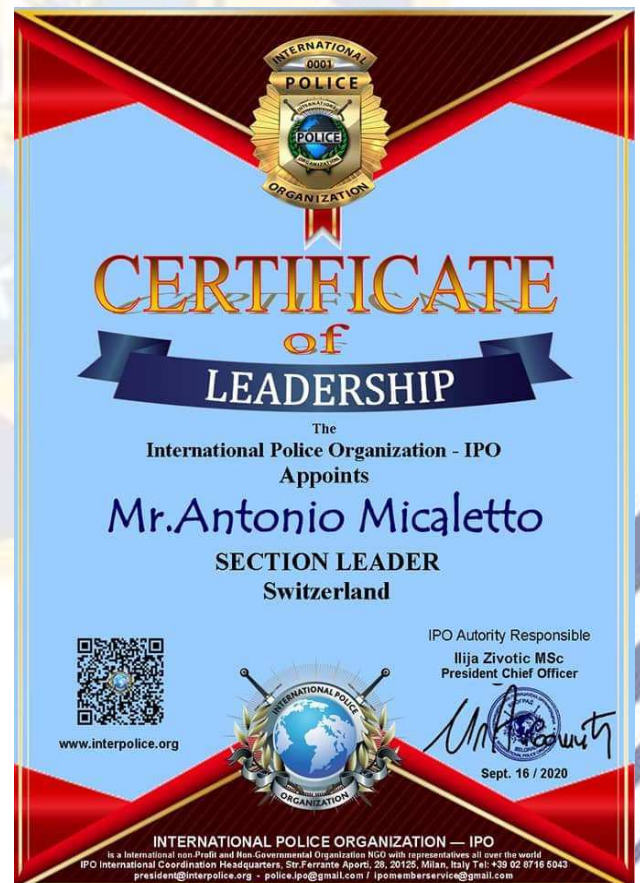 INTERNATIONAL
0001
POLICE
INTERNATIONAL
POLICE
ORGANIZATION
ORGANIZATION
CERTIFICATE
of
LEADERSHIP
The
International Police Organization - IPO
Appoints
Mr.Antonio Micaletto
SECTION LEADER
Switzerland
IPO Autority Responsible
Ilija Zivotic MSc
President Chief Officer
www.interpolice.org
INTERNATIONAL POLICE
ORGANIZATION
Sept. 16 / 2020
INTERNATIONAL POLICE ORGANIZATION — IPO
is a International non-Profit and Non-Governmental Organization NGO with representatives all over the world
IPO International Coordination Headquarters, Str.Ferrante Aporti, 28, 20125, Milan, Italy Tel: +39 02 8716 5043
president@interpolice.org - police.ipo@gmail.com / ipomemberservice@gmail.com